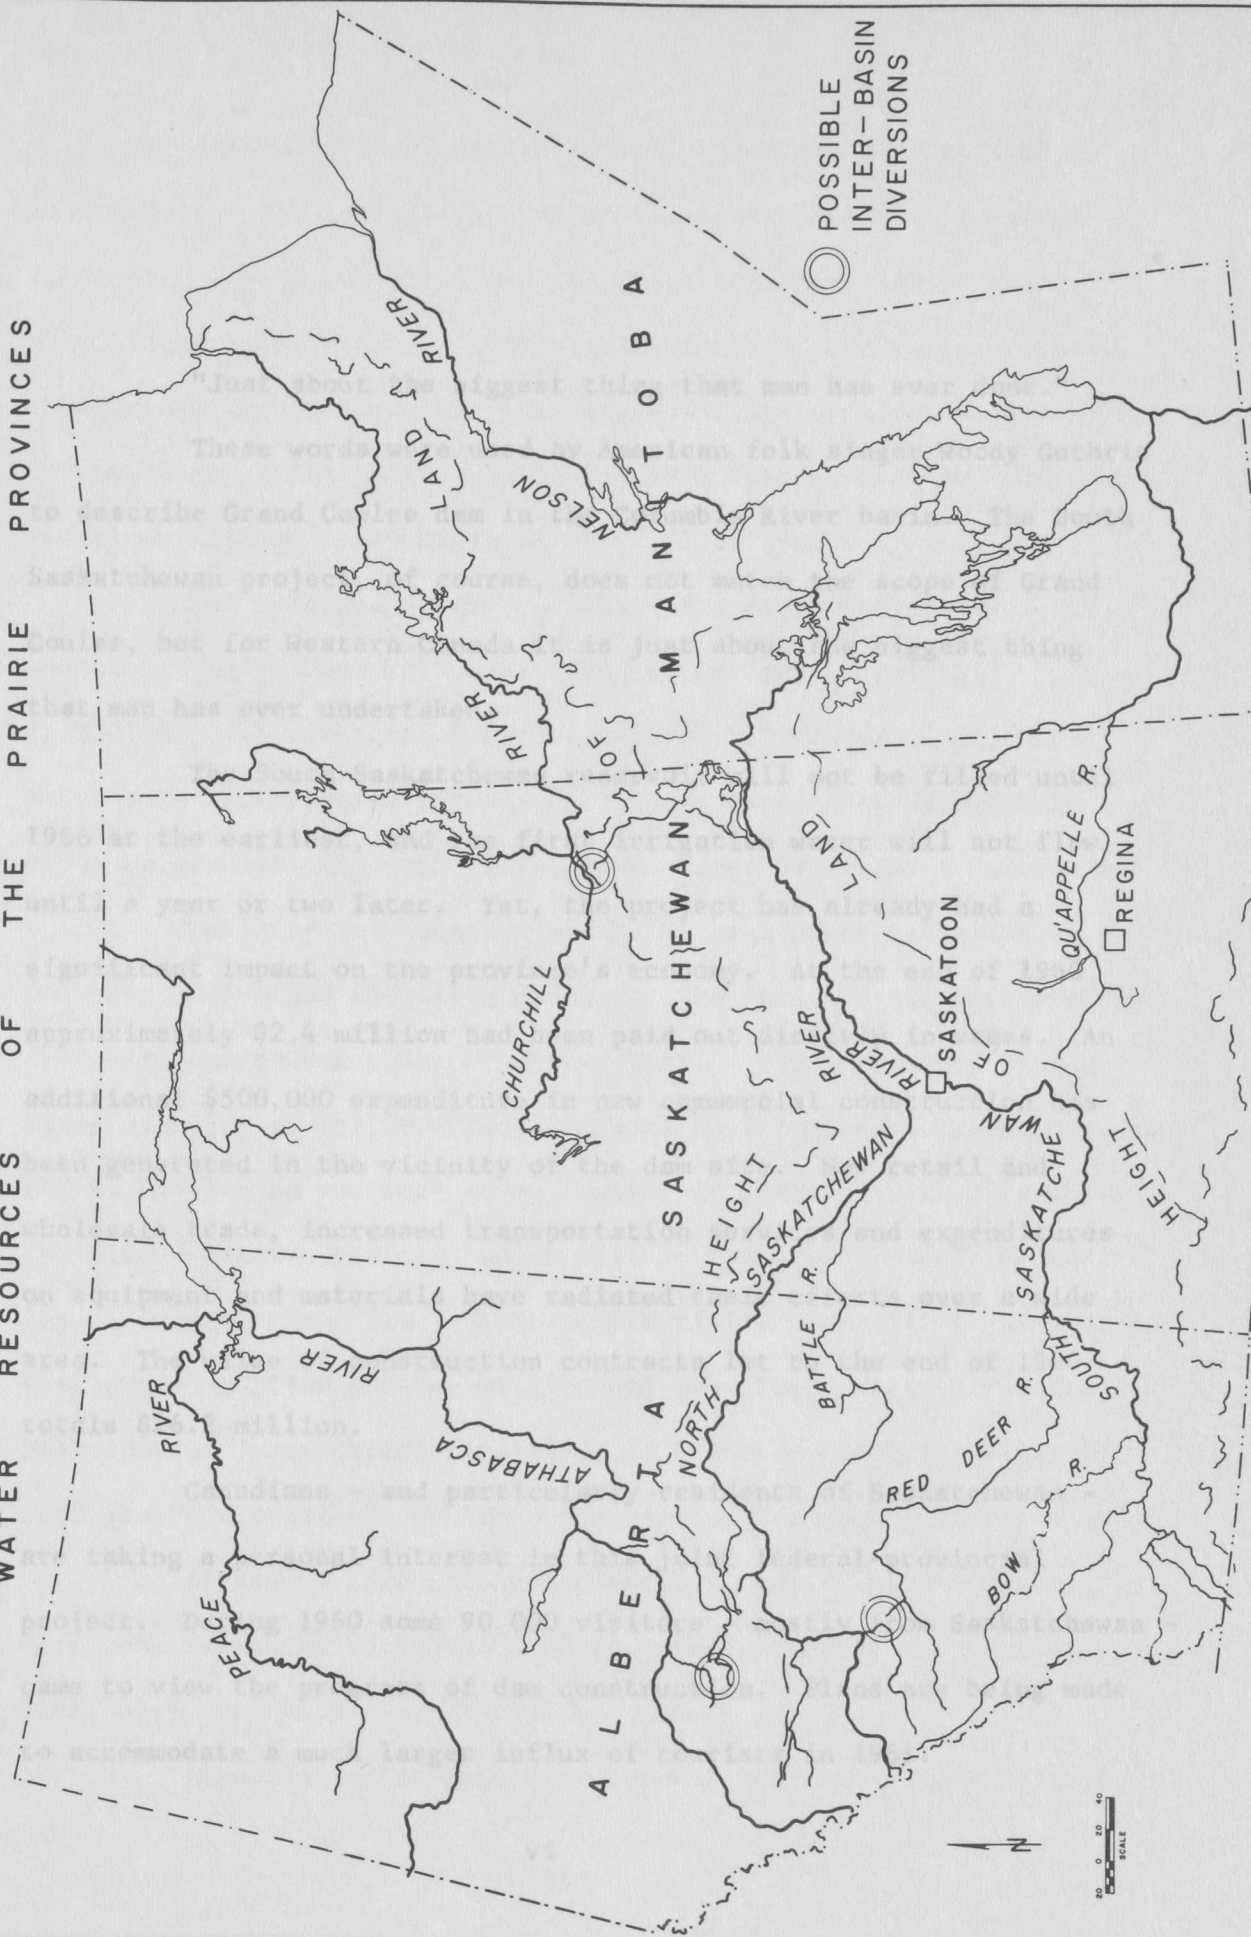 WATER RESOURCES OF THE PRAIRIE PROVINCES
POSSIBLE
INTER-BASIN
DIVERSIONS
ALBERTA
SASKATCHEWAN
MANITOBA
PEACE RIVER
ATHABASCA RIVER
CHURCHILL RIVER
NELSON RIVER
HEIGHT OF LAND
NORTH SASKATCHEWAN RIVER
BATTLE R.
RED DEER R.
BOW R.
SOUTH SASKATCHEWAN RIVER
HEIGHT OF LAND
SASKATOON
QU'APPELLE R.
REGINA
N
20 0 20 40
SCALE
"Just about the biggest thing that man has ever done."
These words were used by American folk singer Woody Guthrie
to describe Grand Coulee dam in the Columbia River basin. The South
Saskatchewan project, of course, does not match the scope of Grand
Coulee, but for Western Canada it is just about the biggest thing
that man has ever undertaken.
The South Saskatchewan reservoir will not be filled until
1966 at the earliest, and the first irrigation water will not flow
until a year or two later. Yet, the project has already had a
significant impact on the province's economy. At the end of
approximately $2.4 million had been paid out directly in wages. An
additional $500,000 expenditure in new commercial construction has
been generated in the vicinity of the dam site. New retail and
wholesale trade, increased transportation services and expenditures
on equipment and materials have radiated their effects over a wide
area. The value of construction contracts let by the end of
totals million.
Canadians - and particularly residents of Saskatchewan -
are taking a personal interest in this joint federal-provincial
project. During 1960 some 90,000 visitors - mostly from Saskatchewan -
came to view the progress of dam construction. Plans are being made
to accommodate a much larger influx of tourists in 1961.
vi